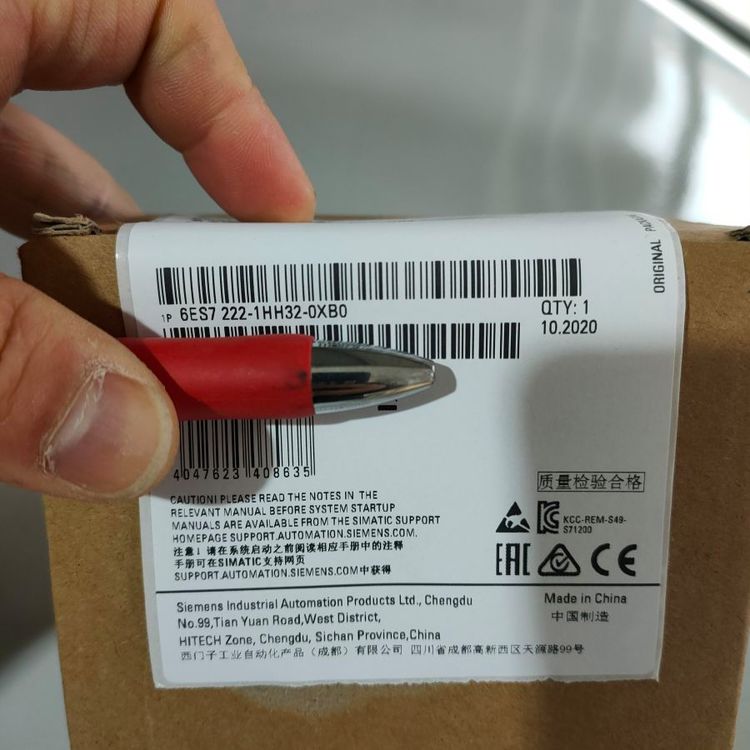 ORIGINAL
1P 6ES7 222-1HH32-0XB0
QTY: 1
10.2020
4047623 408635
质量检验合格
CAUTION! PLEASE READ THE NOTES IN THE
RELEVANT MANUAL BEFORE SYSTEM STARTUP
MANUALS ARE AVAILABLE FROM THE SIMATIC SUPPORT
HOMEPAGE SUPPORT.AUTOMATION.SIEMENS.COM.
注意！请在系统启动之前阅读相应手册中的注释
手册可在SIMATIC支持网页
SUPPORT.AUTOMATION.SIEMENS.COM中获得
KCC-REM-S49-
S71200
EAC CE
Siemens Industrial Automation Products Ltd., Chengdu
No.99,Tian Yuan Road,West District,
HITECH Zone, Chengdu, Sichan Province,China
西门子工业自动化产品（成都）有限公司 四川省成都高新西区天源路99号
Made in China
中国制造